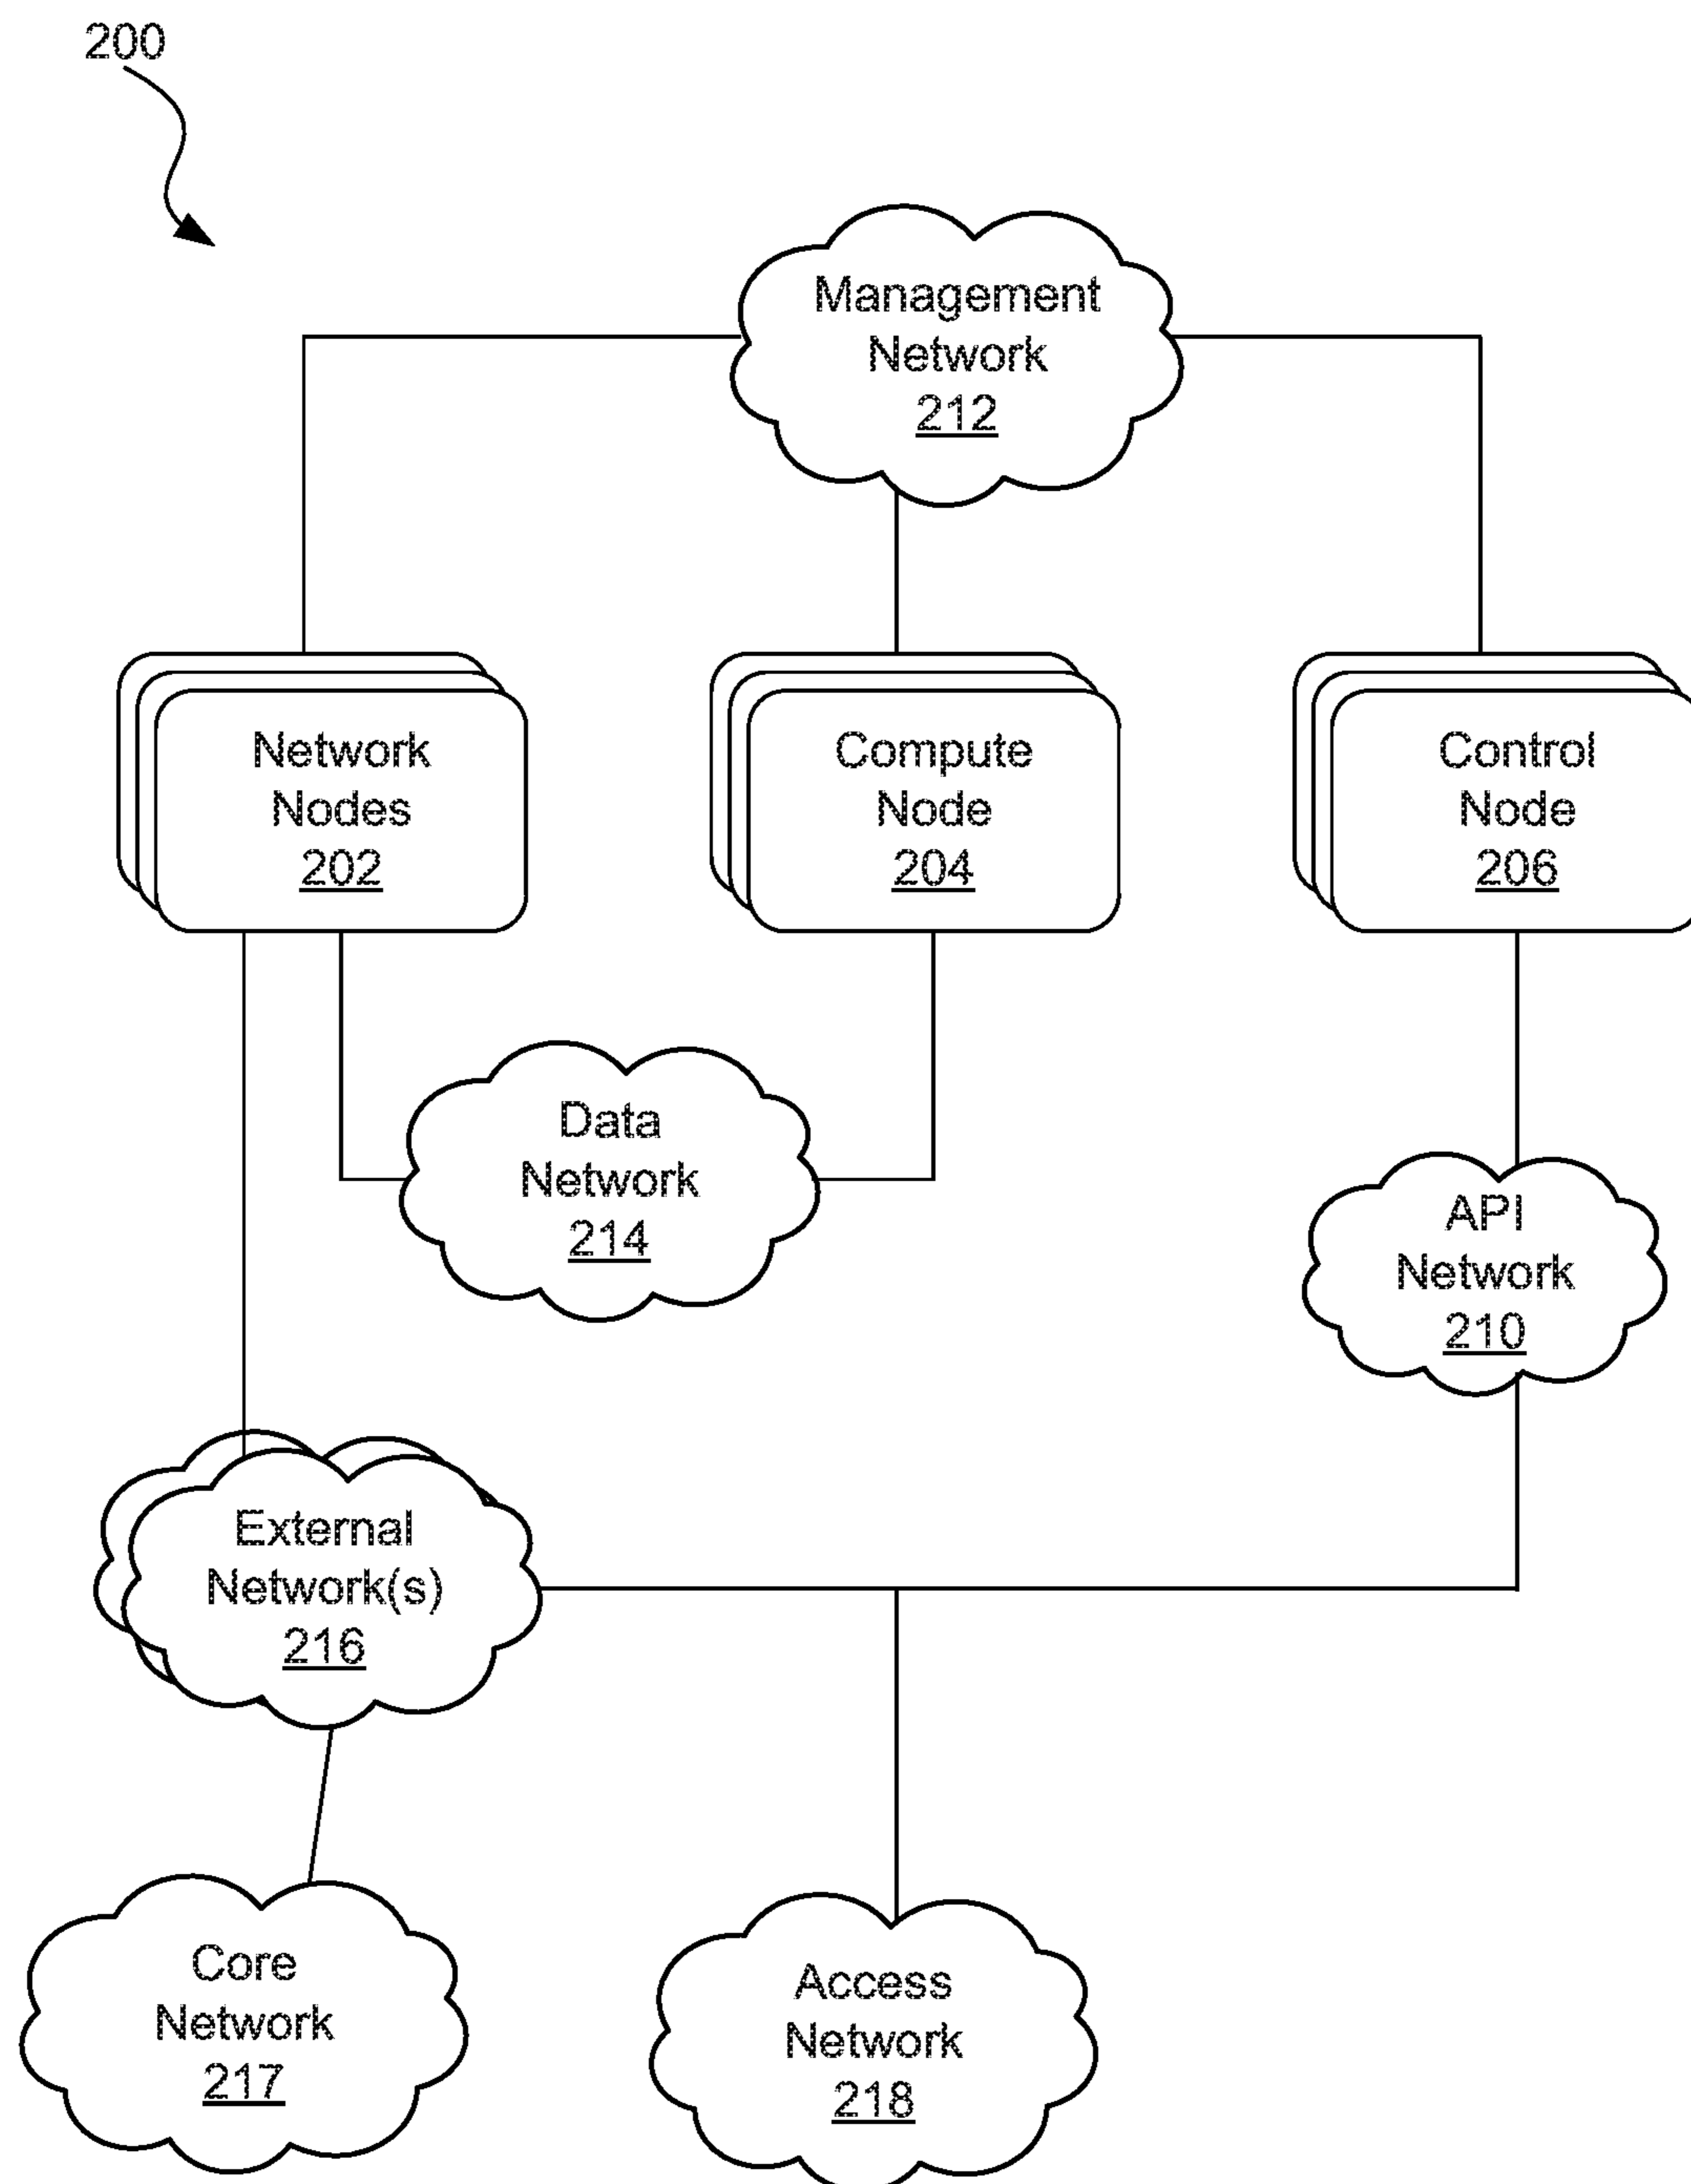 200
Management
Network
212
Network
Nodes
202
Compute
Node
204
Control
Node
206
Data
Network
214
API
Network
210
External
Network(s)
216
Core
Network
217
Access
Network
218